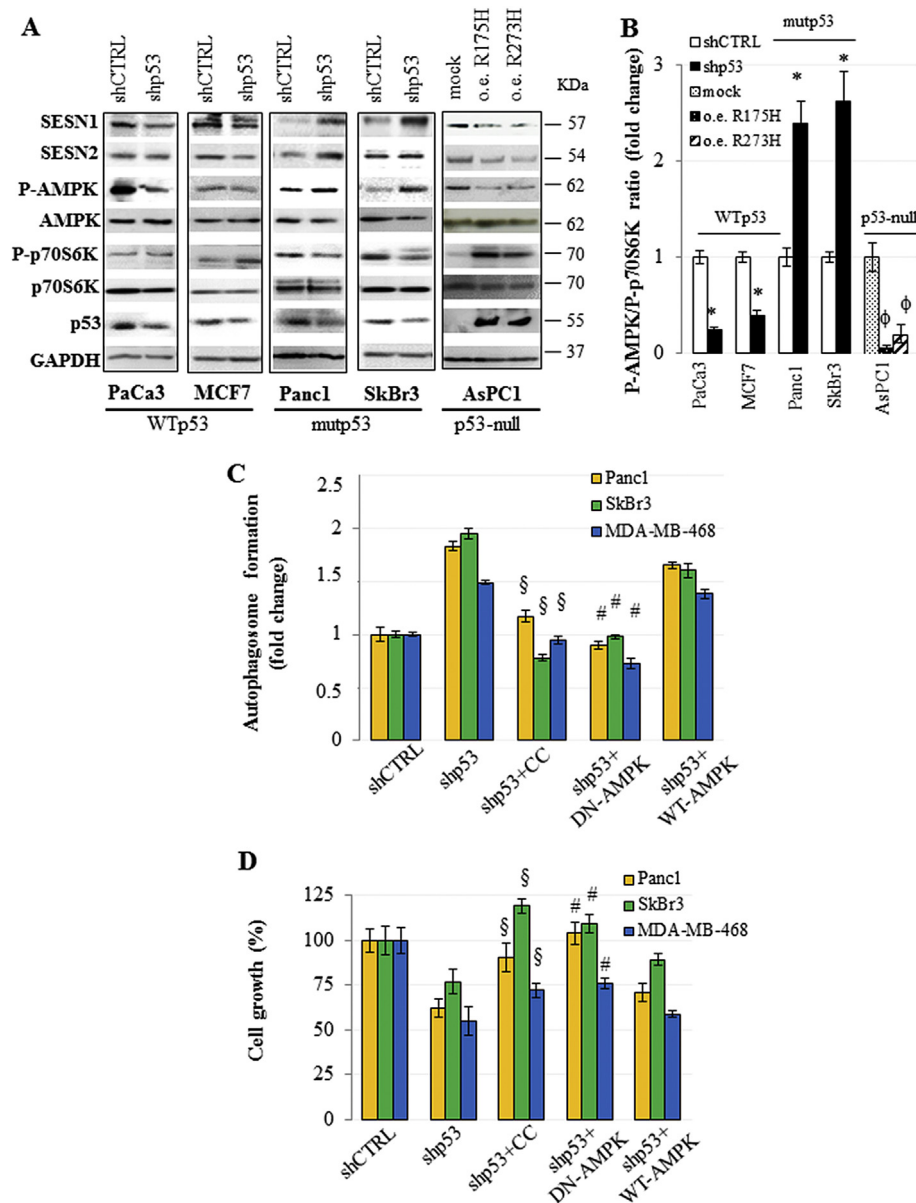 A
shCTRL shp53 shCTRL shp53 shCTRL shp53 shCTRL shp53 mock o.e. R175H o.e. R273H
KDa
SESN1 57
SESN2 54
P-AMPK 62
AMPK 62
P-p70S6K 70
p70S6K 70
p53 55
GAPDH 37
PaCa3 MCF7 Panc1 SkBr3 AsPC1
WTp53 mutp53 p53-null
B
shCTRL
shp53
mock
o.e. R175H
o.e. R273H
mutp53
WTp53
p53-null
P-AMPK/P-p70S6K ratio (fold change)
3
2
1
0
* * * * ϕ ϕ
PaCa3 MCF7 Panc1 SkBr3 AsPC1
C
Panc1
SkBr3
MDA-MB-468
Autophagosome formation
(fold change)
2.5
2
1.5
1
0.5
0
§ § § # # #
shCTRL
shp53
shp53+CC
shp53+
DN-AMPK
shp53+
WT-AMPK
D
Panc1
SkBr3
MDA-MB-468
Cell growth (%)
125
100
75
50
25
0
§ § § # # #
shCTRL
shp53
shp53+CC
shp53+
DN-AMPK
shp53+
WT-AMPK